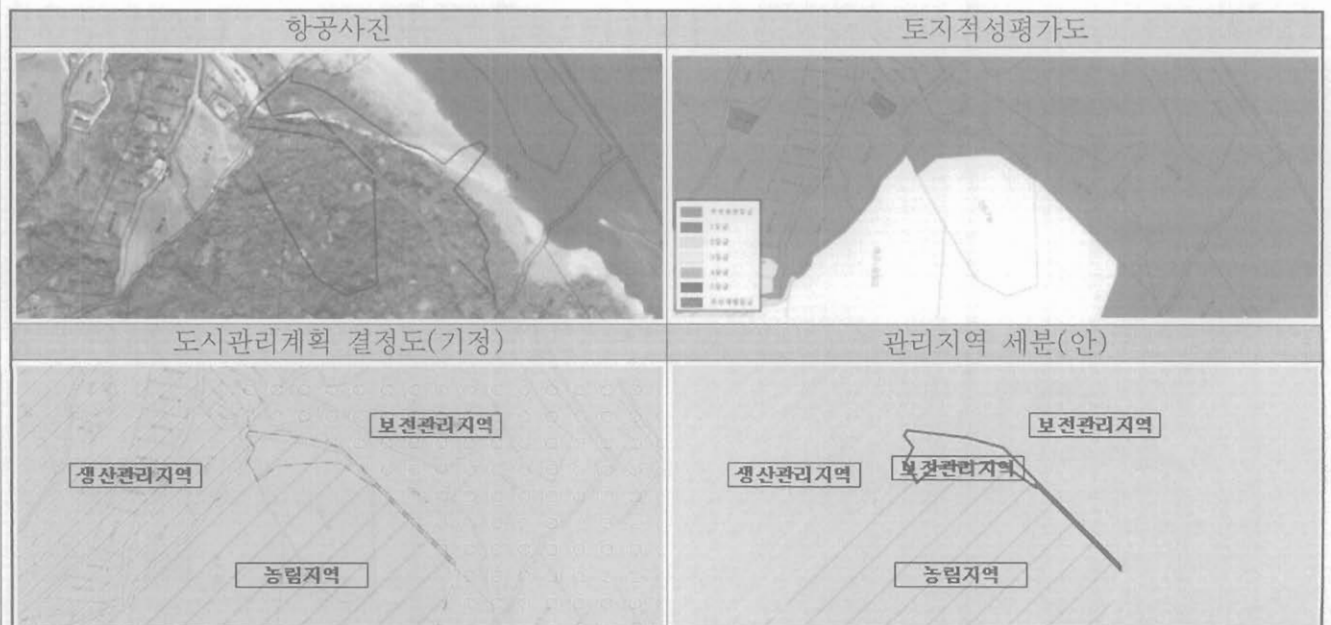 항공사진
토지적성평가도
도시관리계획 결정도(기정)
관리지역 세분(안)
보전관리지역
생산관리지역
농림지역
보전관리지역
생산관리지역
보전관리지역
농림지역